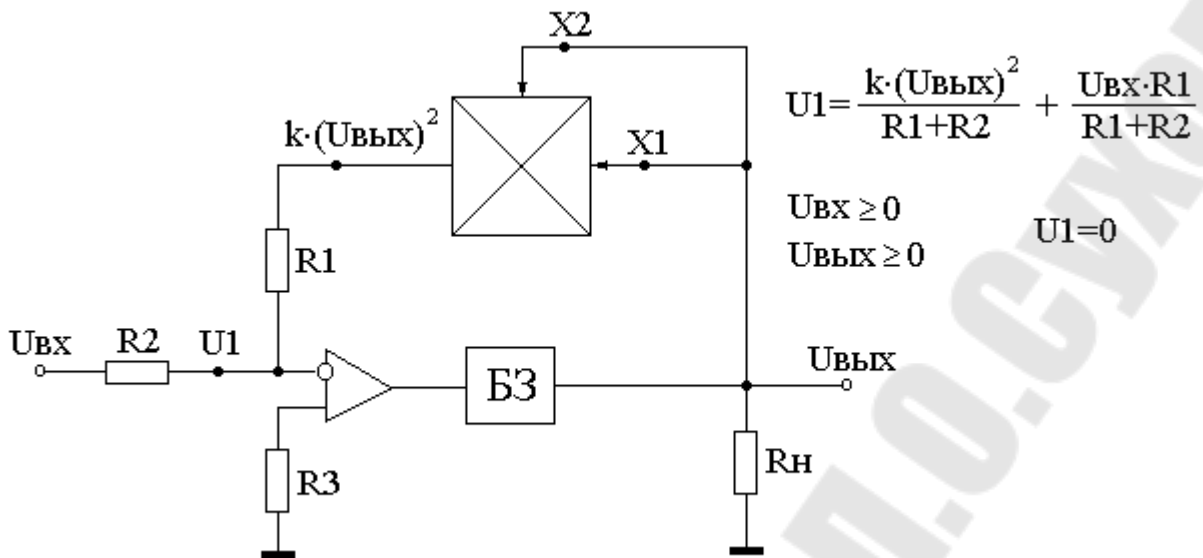 X2
U1= k·(Uвых)² / R1+R2 + Uвх·R1 / R1+R2
k·(Uвых)²
X1
Uвх ≥ 0
Uвых ≥ 0
U1=0
R1
Uвх
R2
U1
БЗ
Uвых
R3
Rн
П.О.Сухо